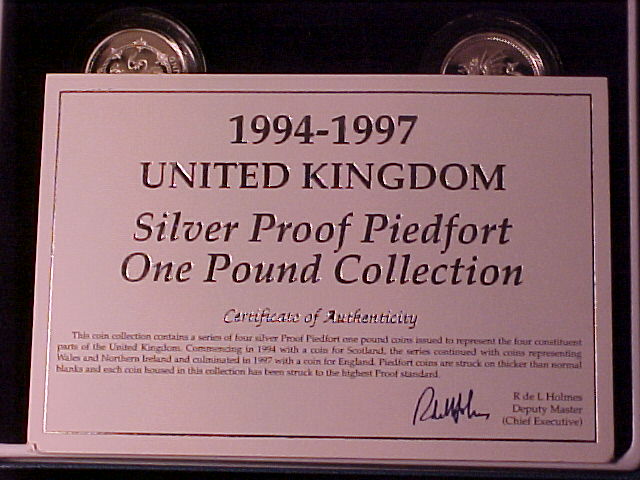 1994-1997
UNITED KINGDOM
Silver Proof Piedfort
One Pound Collection
Certificate of Authenticity
This coin collection contains a series of four silver Proof Piedfort one pound coins issued to represent the four constituent
parts of the United Kingdom. Commencing in 1994 with a coin for Scotland, the series continued with coins representing
Wales and Northern Ireland and culminated in 1997 with a coin for England. Piedfort coins are struck on thicker than normal
blanks and each coin housed in this collection has been struck to the highest Proof standard.
R de L Holmes
Deputy Master
(Chief Executive)